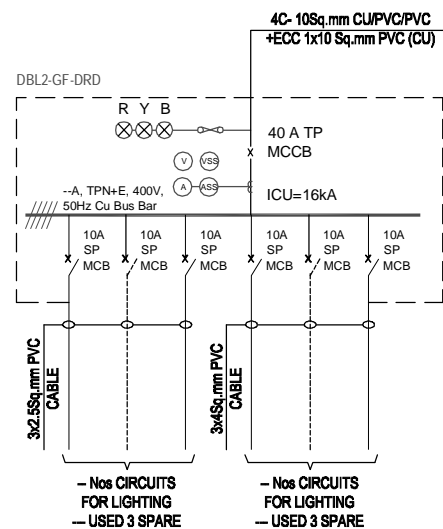 4C- 10Sq.mm CU/PVC/PVC
+ECC 1x10 Sq.mm PVC (CU)
DBL2-GF-DRD
R Y B
40 A TP
MCCB
V VSS
A ASS
ICU=16kA
--A, TPN+E, 400V,
50Hz Cu Bus Bar
10A 10A 10A 10A 10A 10A
SP SP SP SP SP SP
MCB MCB MCB MCB MCB MCB
3x2.5Sq.mm PVC
CABLE
3x4Sq.mm PVC
CABLE
-- Nos CIRCUITS
FOR LIGHTING
--- USED 3 SPARE
-- Nos CIRCUITS
FOR LIGHTING
--- USED 3 SPARE